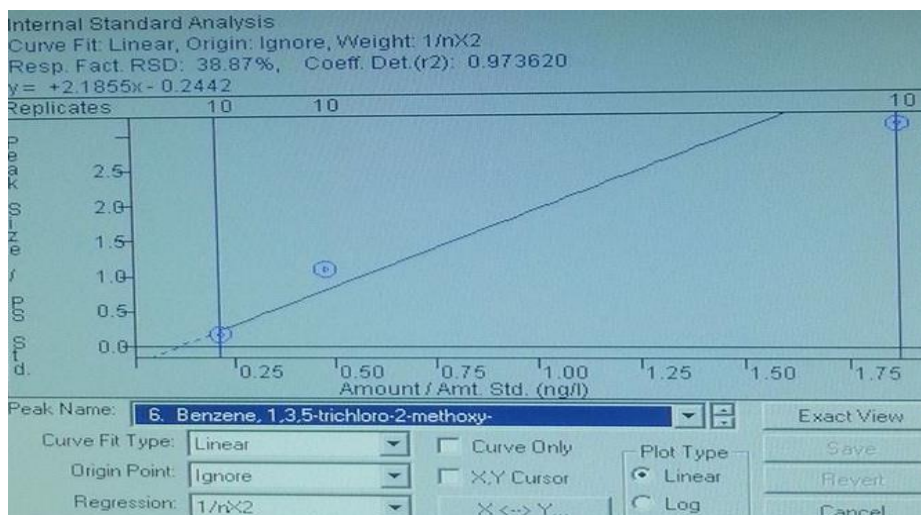 Internal Standard Analysis
Curve Fit: Linear, Origin: Ignore, Weight: 1/nX2
Resp. Fact. RSD: 38.87%, Coeff. Det.(r2): 0.973620
y = +2.1855x - 0.2442
Replicates 10 10 10
Peak Size / PS Std.
2.5
2.0
1.5
1.0
0.5
0.0
0.25 0.50 0.75 1.00 1.25 1.50 1.75
Amount / Amt. Std. (ng/l)
Peak Name: 6. Benzene, 1,3,5-trichloro-2-methoxy- Exact View
Curve Fit Type: Linear Curve Only Plot Type Save
Origin Point: Ignore X,Y Cursor Linear Revert
Regression: 1/nX2 X <--> Y... Log Cancel